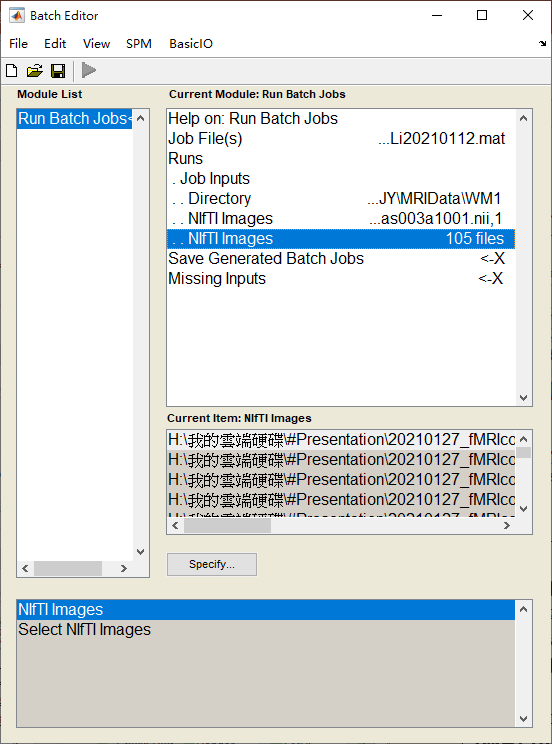 Batch Editor
File Edit View SPM BasicIO
Module List
Current Module: Run Batch Jobs
Run Batch Jobs<
Help on: Run Batch Jobs
Job File(s) ...Li20210112.mat
Runs
. Job Inputs
. . Directory ...JY\MRIData\WM1
. . NIfTI Images ...as003a1001.nii,1
. . NIfTI Images 105 files
Save Generated Batch Jobs <-X
Missing Inputs <-X
Current Item: NIfTI Images
H:\我的雲端硬碟\#Presentation\20210127_fMRIcc
H:\我的雲端硬碟\#Presentation\20210127_fMRIcc
H:\我的雲端硬碟\#Presentation\20210127_fMRIcc
H:\我的雲端硬碟\#Presentation\20210127_fMRIcc
Specify...
NIfTI Images
Select NIfTI Images